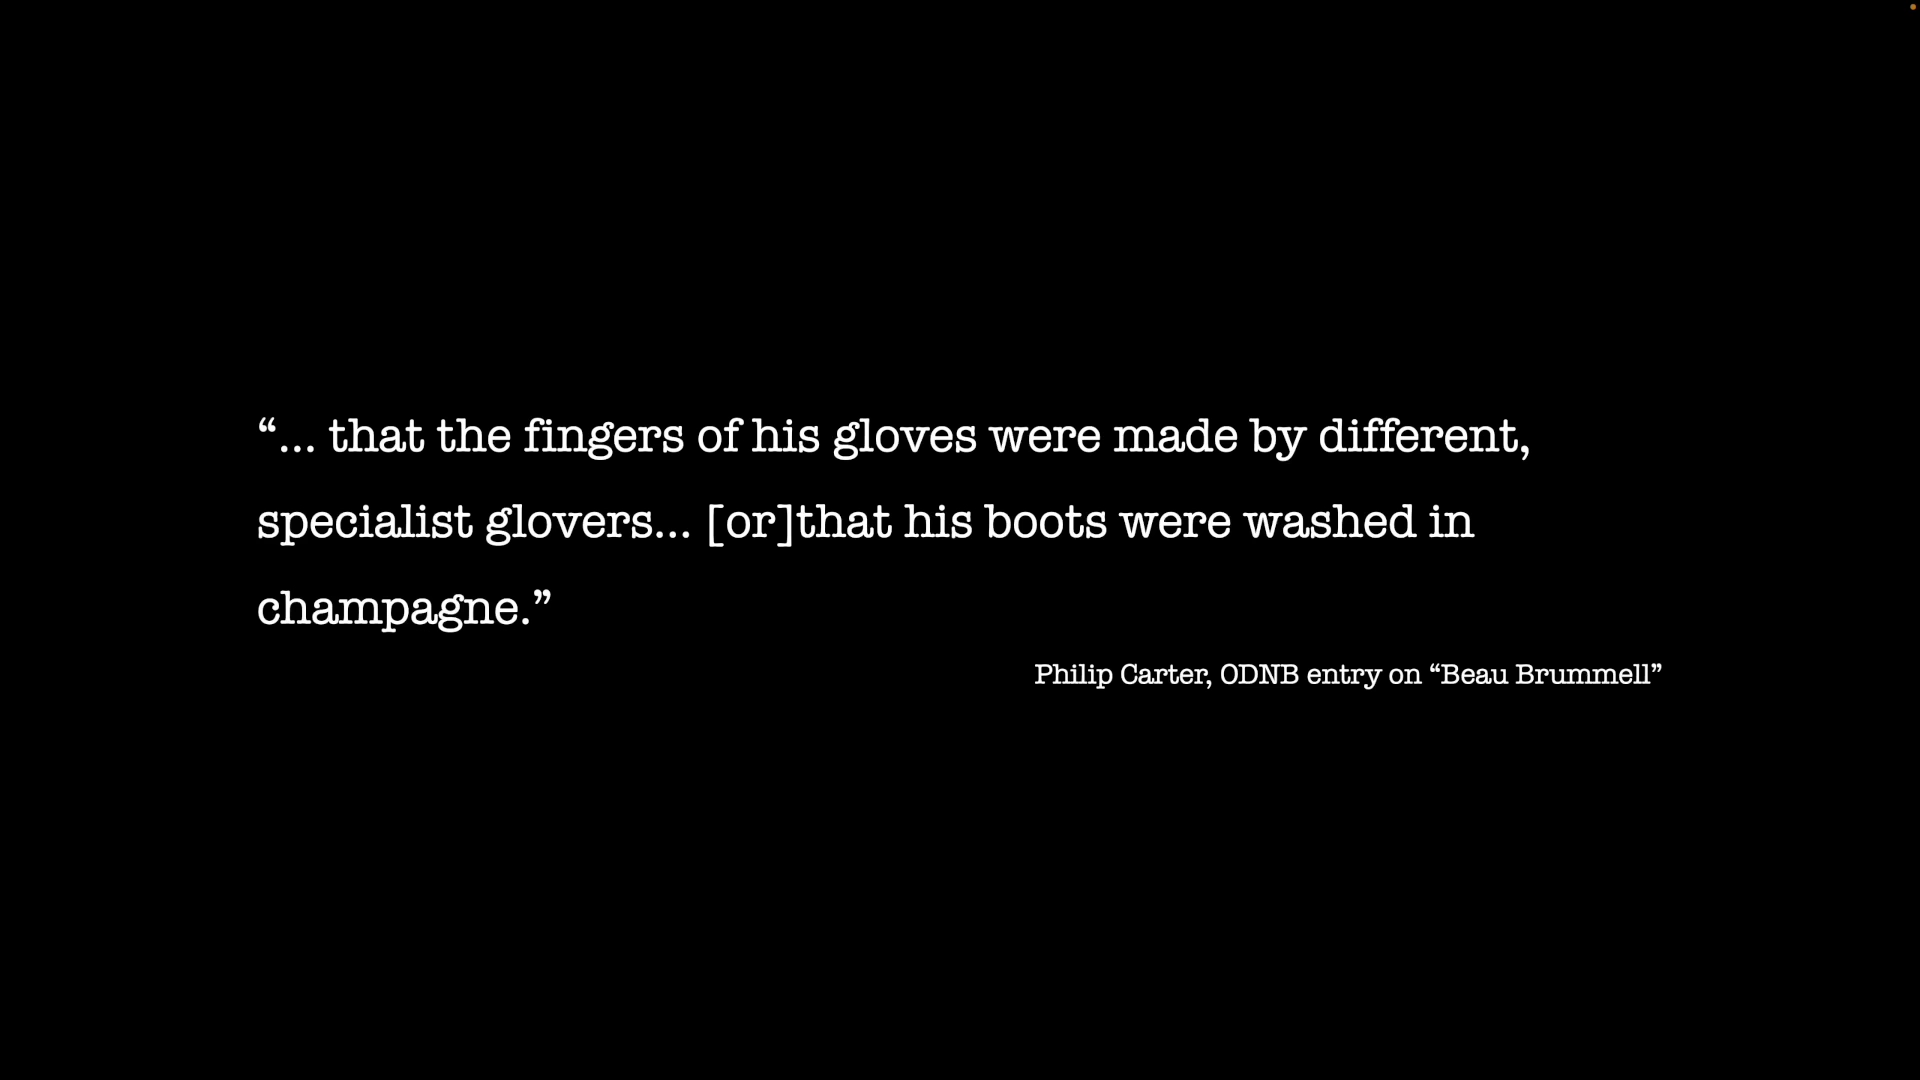 “... that the fingers of his gloves were made by different,
specialist glovers... [or]that his boots were washed in
champagne.”
Philip Carter, ODNB entry on “Beau Brummell”